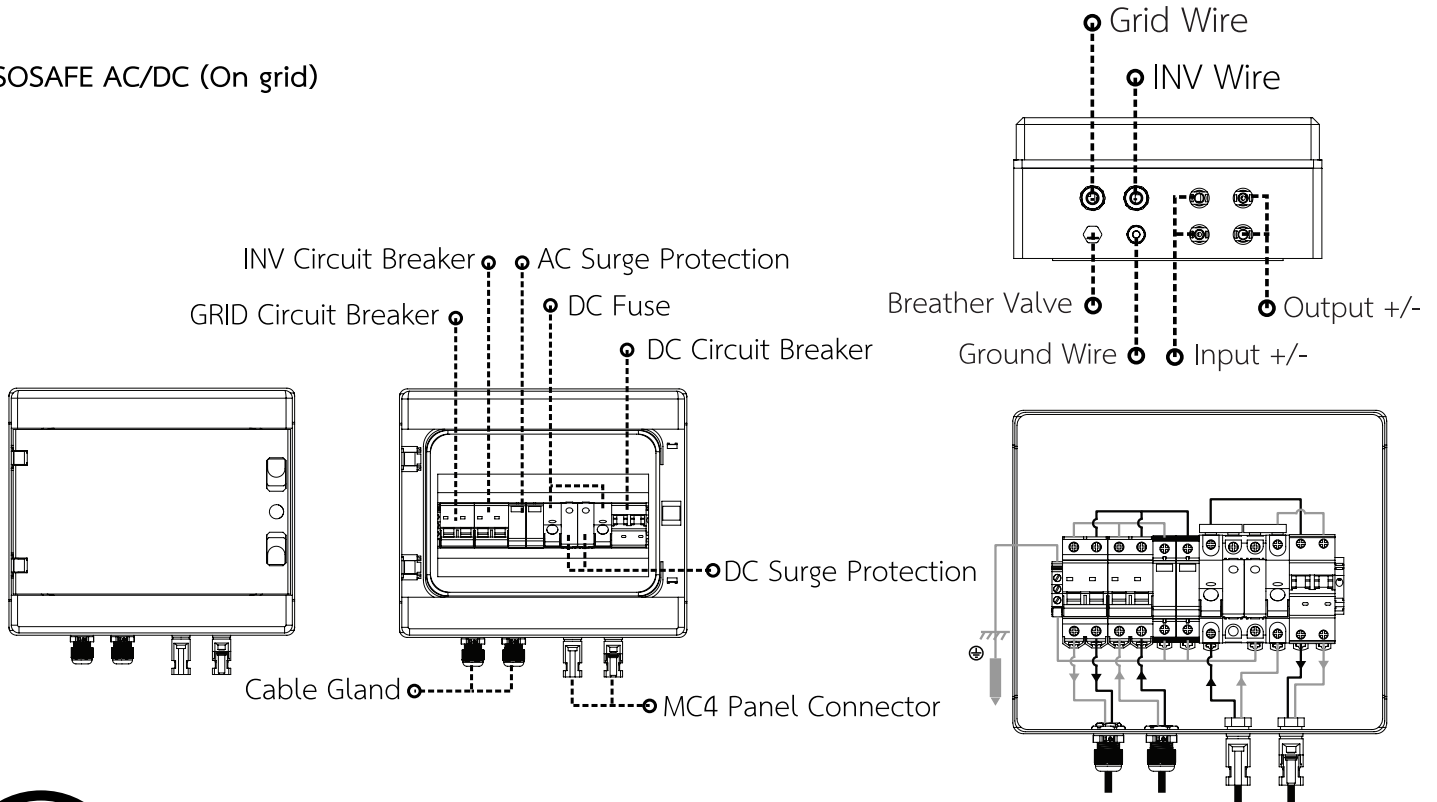 SOSAFE AC/DC (On grid)
Grid Wire
INV Wire
Breather Valve
Output +/-
Ground Wire
Input +/-
INV Circuit Breaker
AC Surge Protection
GRID Circuit Breaker
DC Fuse
DC Circuit Breaker
DC Surge Protection
Cable Gland
MC4 Panel Connector